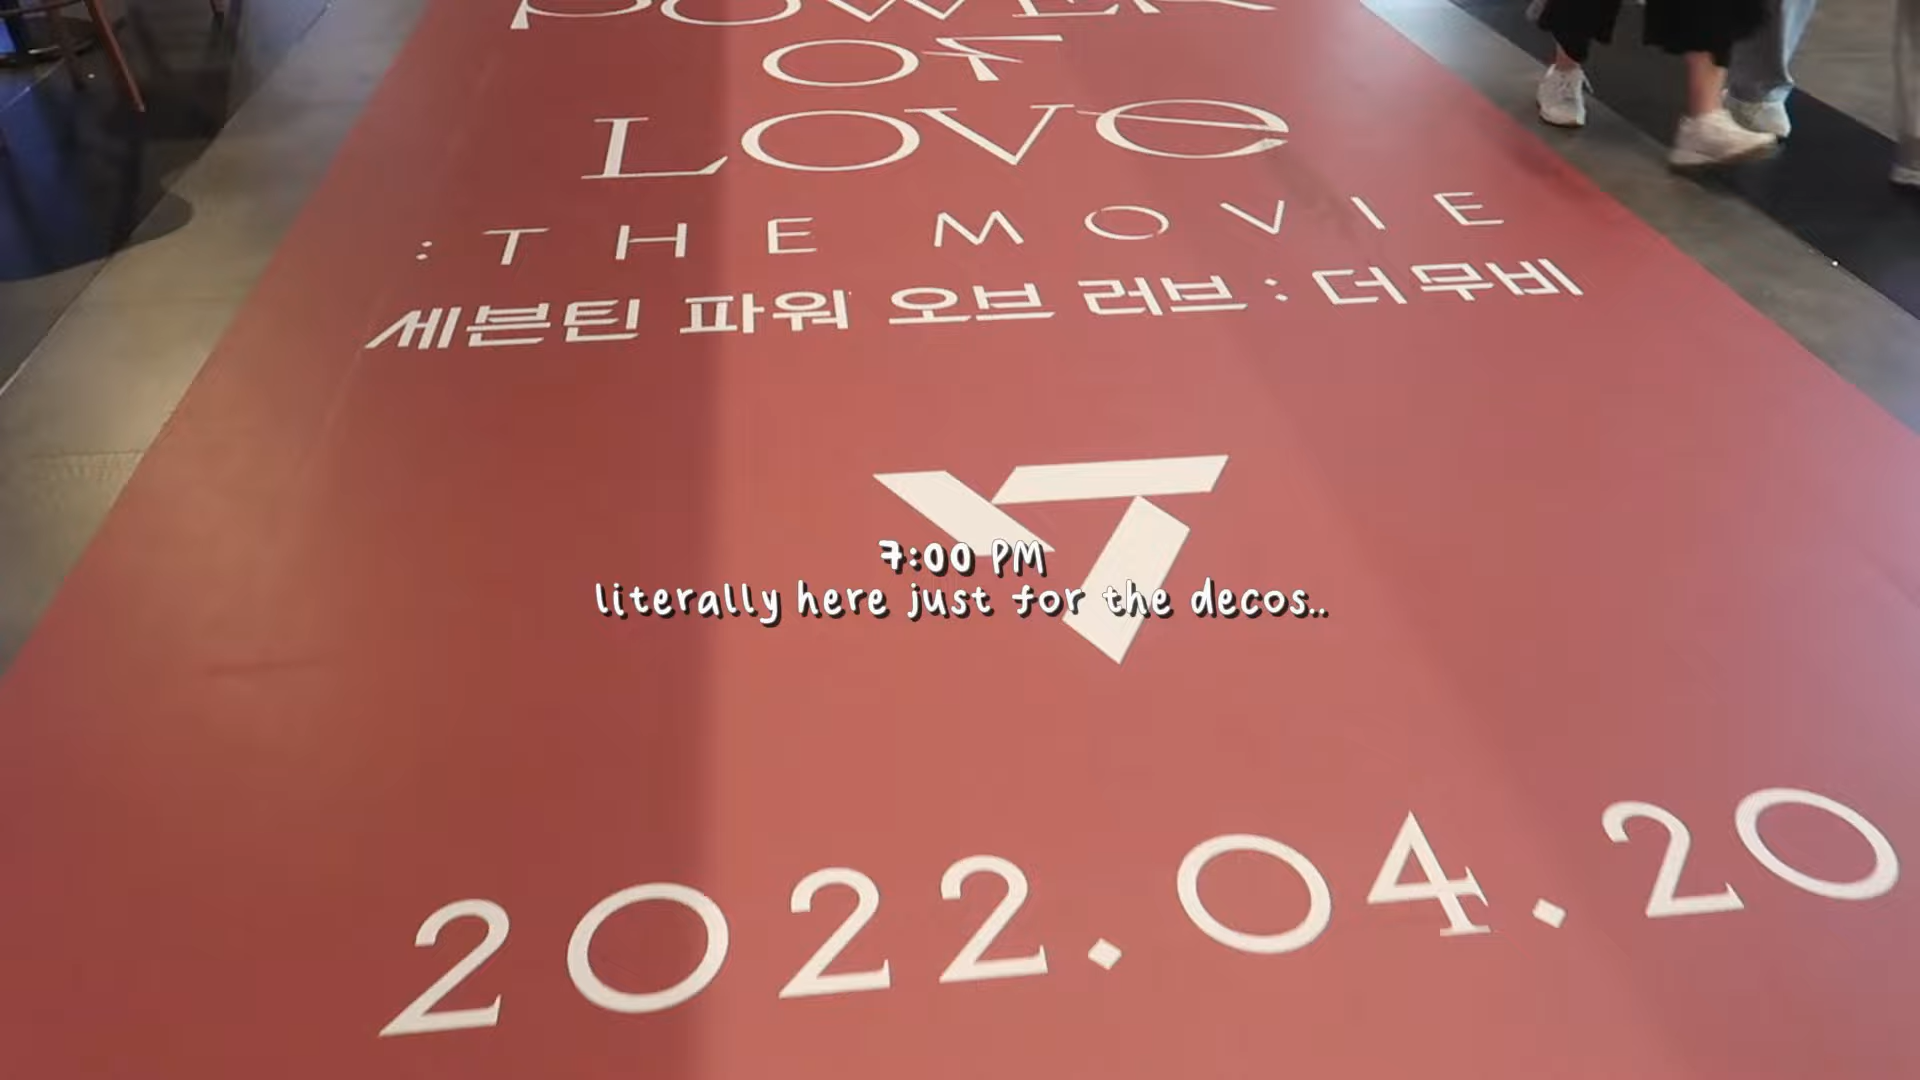 POWER
OF
LOVE
: THE MOVIE
세븐틴 파워 오브 러브 : 더 무비
7:00 PM
literally here just for the decos..
2022.04.20